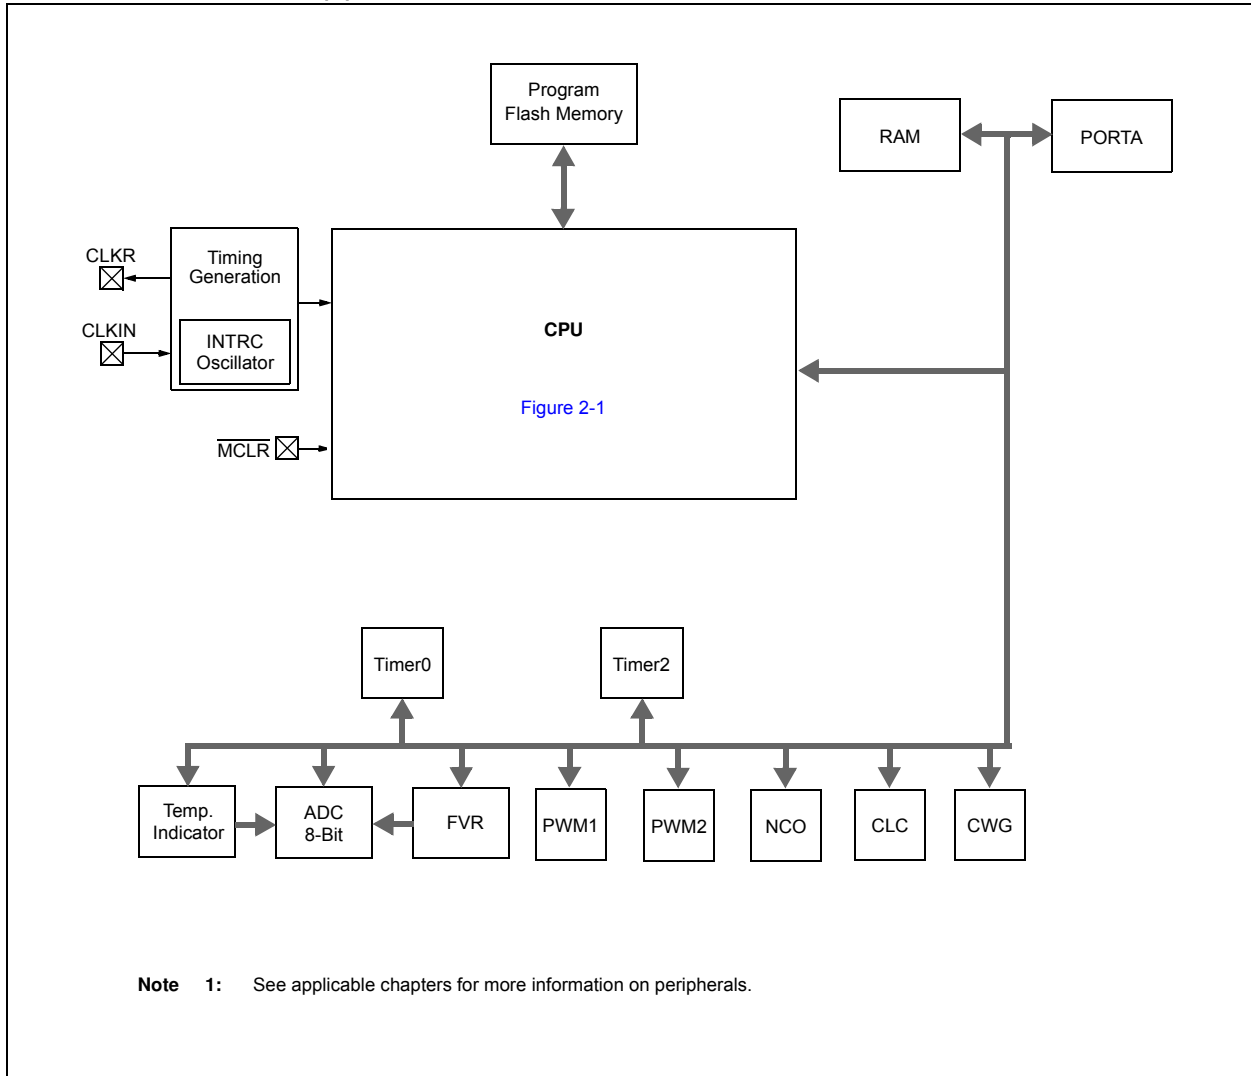 Program
Flash Memory
RAM
PORTA
CLKR
Timing
Generation
CLKIN
INTRC
Oscillator
CPU
Figure 2-1
MCLR
Timer0
Timer2
Temp.
Indicator
ADC
8-Bit
FVR
PWM1
PWM2
NCO
CLC
CWG
Note 1: See applicable chapters for more information on peripherals.